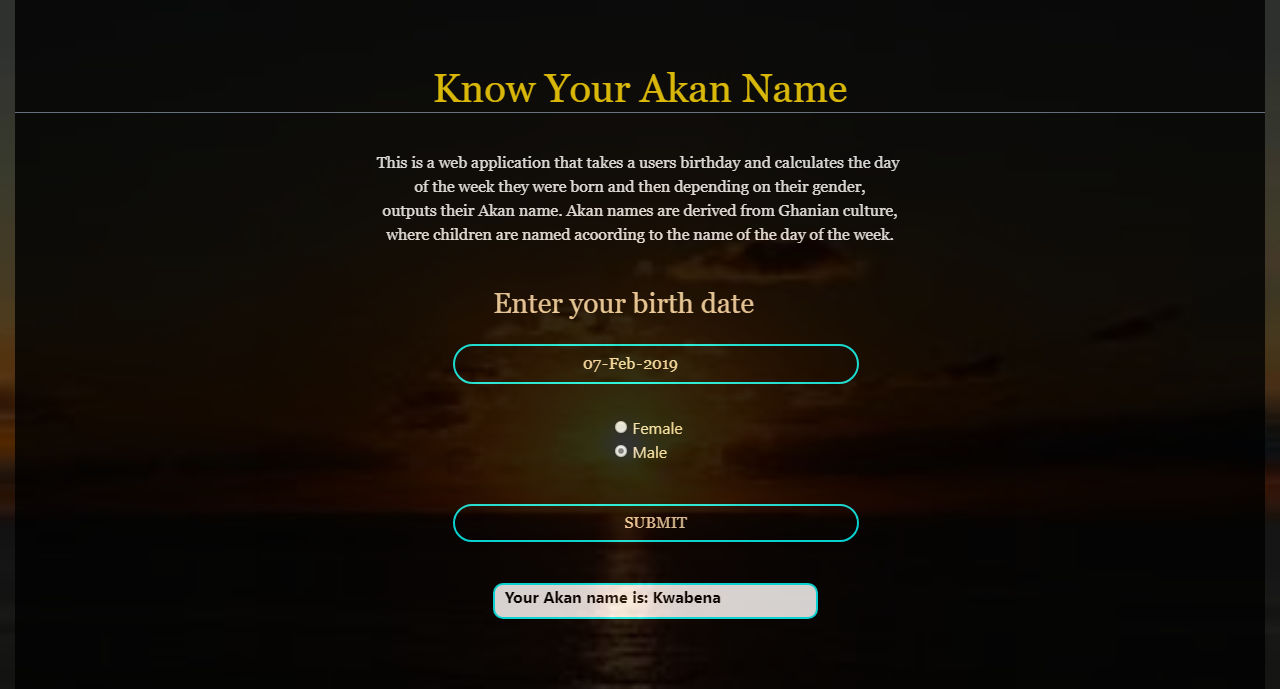 Know Your Akan Name
This is a web application that takes a users birthday and calculates the day
of the week they were born and then depending on their gender,
outputs their Akan name. Akan names are derived from Ghanian culture,
where children are named acoording to the name of the day of the week.
Enter your birth date
07-Feb-2019
Female
Male
SUBMIT
Your Akan name is: Kwabena